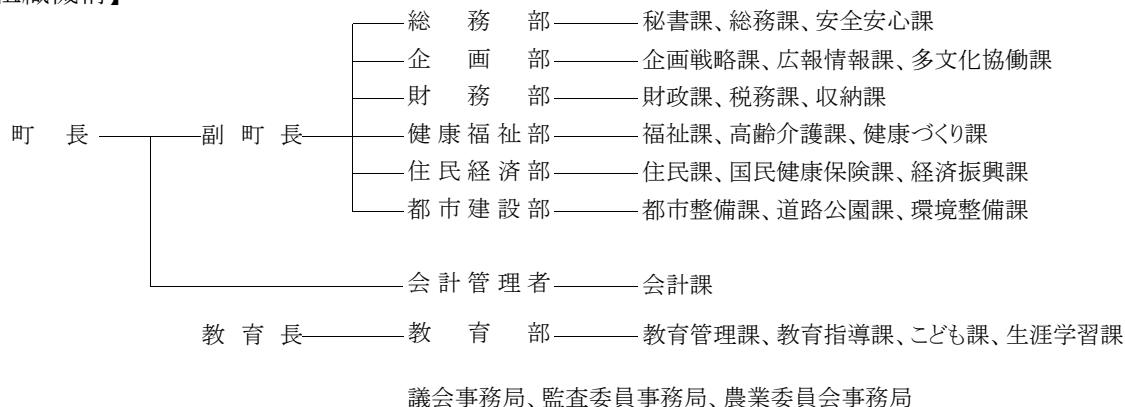 組織機構】
総務部 秘書課、総務課、安全安心課
企画部 企画戦略課、広報情報課、多文化協働課
財務部 財政課、税務課、収納課
町長 副町長 健康福祉部 福祉課、高齢介護課、健康づくり課
住民経済部 住民課、国民健康保険課、経済振興課
都市建設部 都市整備課、道路公園課、環境整備課
会計管理者 会計課
教育長 教育部 教育管理課、教育指導課、こども課、生涯学習課
議会事務局、監査委員事務局、農業委員会事務局